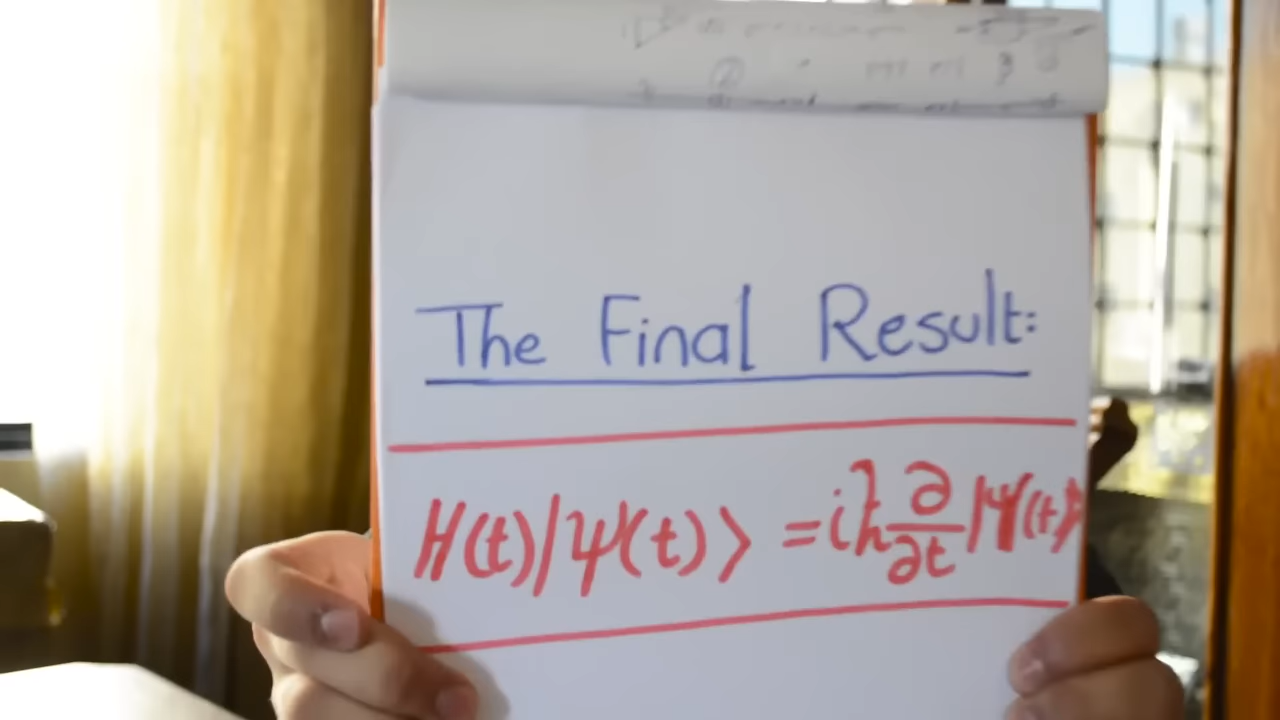 The Final Result:
H(t)|ψ(t)⟩ = iℏ ∂/∂t |ψ(t)⟩